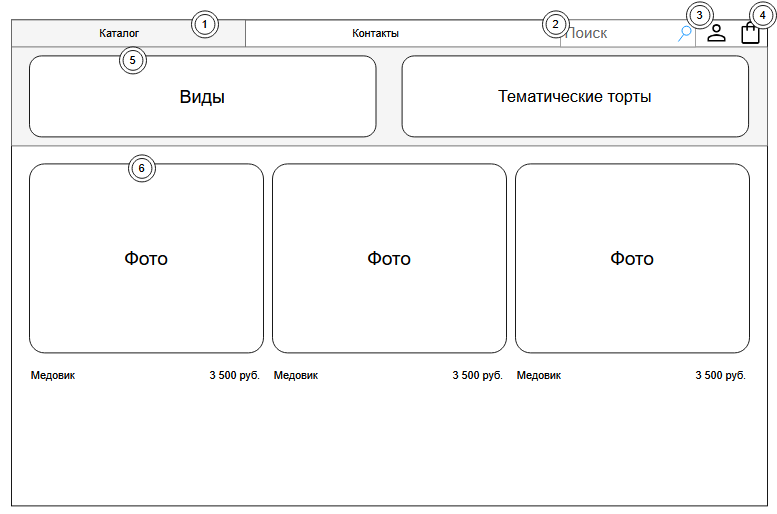 1 2 3 4
Каталог Контакты Поиск
5
Виды Тематические торты
6
Фото Фото Фото
Медовик 3 500 руб. Медовик 3 500 руб. Медовик 3 500 руб.